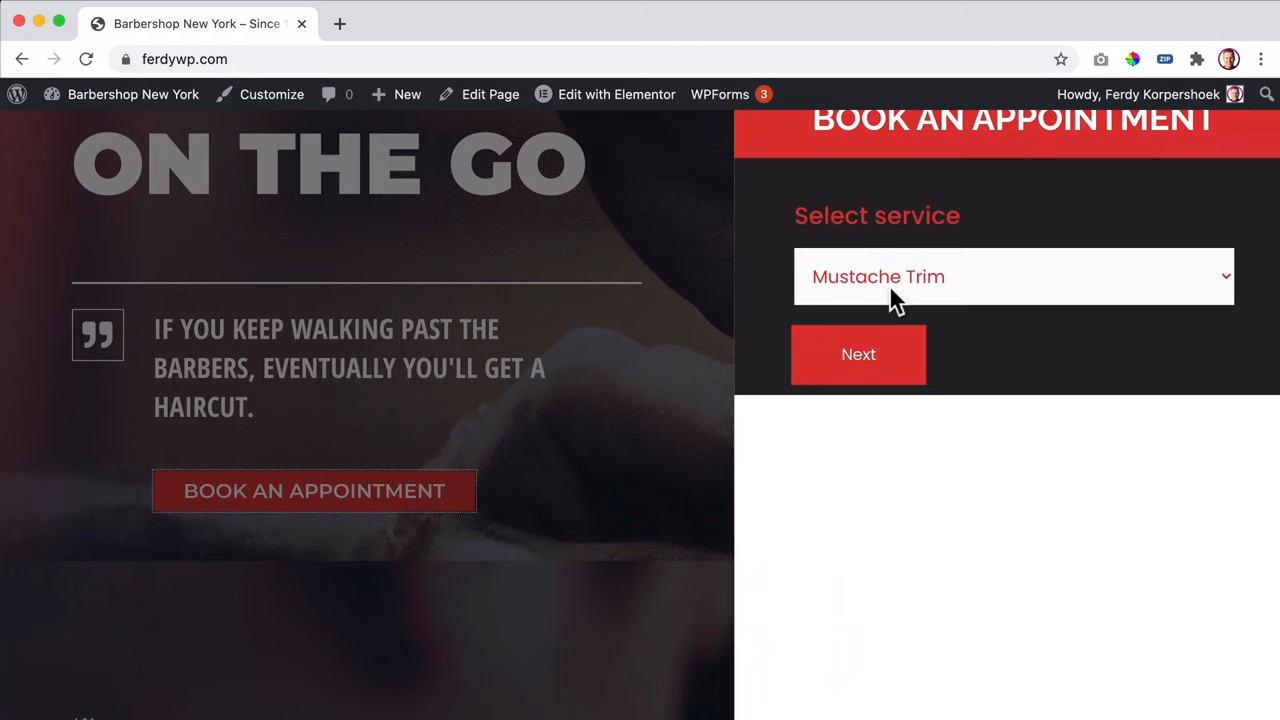 Barbershop New York – Since 1
ferdywp.com
ZIP
Barbershop New York
Customize
0
New
Edit Page
Edit with Elementor
WPForms
3
Howdy, Ferdy Korpershoek
ON THE GO
IF YOU KEEP WALKING PAST THE
BARBERS, EVENTUALLY YOU'LL GET A
HAIRCUT.
BOOK AN APPOINTMENT
BOOK AN APPOINTMENT
Select service
Mustache Trim
Next